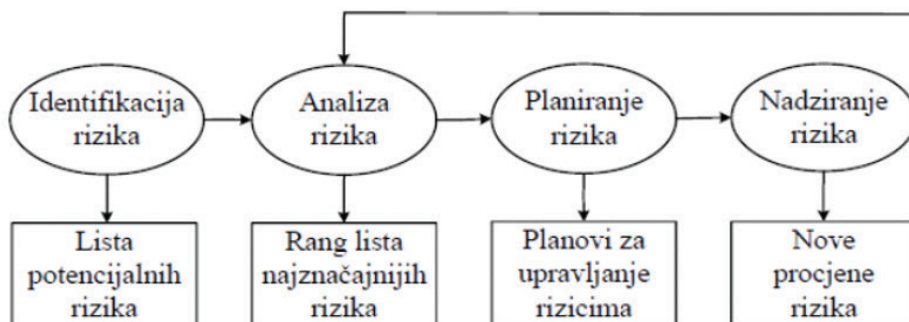 Identifikacija
rizika
Analiza
rizika
Planiranje
rizika
Nadziranje
rizika
Lista
potencijalnih
rizika
Rang lista
najznačajnijih
rizika
Planovi za
upravljanje
rizicima
Nove
procjene
rizika